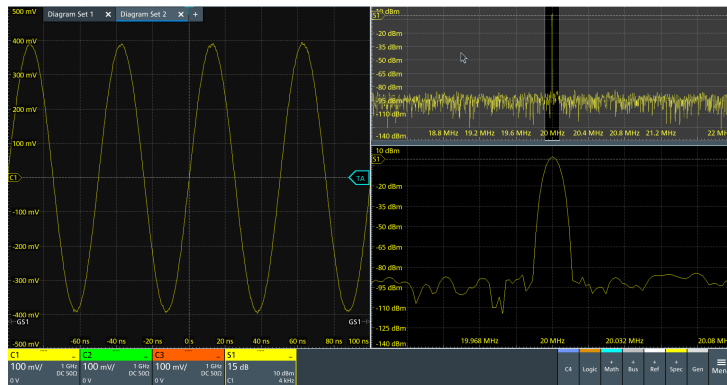 500 mV
Diagram Set 1 ×
Diagram Set 2 ×
+
400 mV
300 mV
200 mV
100 mV
C1
TA
-100 mV
-200 mV
-300 mV
-400 mV
GS1
GS1
-500 mV
-60 ns
-40 ns
-20 ns
0 s
20 ns
40 ns
60 ns
80 ns
100 ns
S1
10 dBm
-20 dBm
-35 dBm
-50 dBm
-65 dBm
-80 dBm
-95 dBm
-110 dBm
-140 dBm
18.8 MHz
19.2 MHz
19.6 MHz
20 MHz
20.4 MHz
20.8 MHz
21.2 MHz
22 MH
10 dBm
S1
-20 dBm
-35 dBm
-50 dBm
-65 dBm
-80 dBm
-95 dBm
-110 dBm
-125 dBm
-140 dBm
19.968 MHz
20 MHz
20.032 MHz
20.08 MH
C1
100 mV/
1 GHz
DC 50Ω
0 V
C2
100 mV/
1 GHz
DC 50Ω
0 V
C3
100 mV/
1 GHz
DC 50Ω
0 V
S1
15 dB
10 dBm
C1
4 kHz
C4
Logic
+
Math
+
Bus
+
Ref
+
Spec
Gen
Men